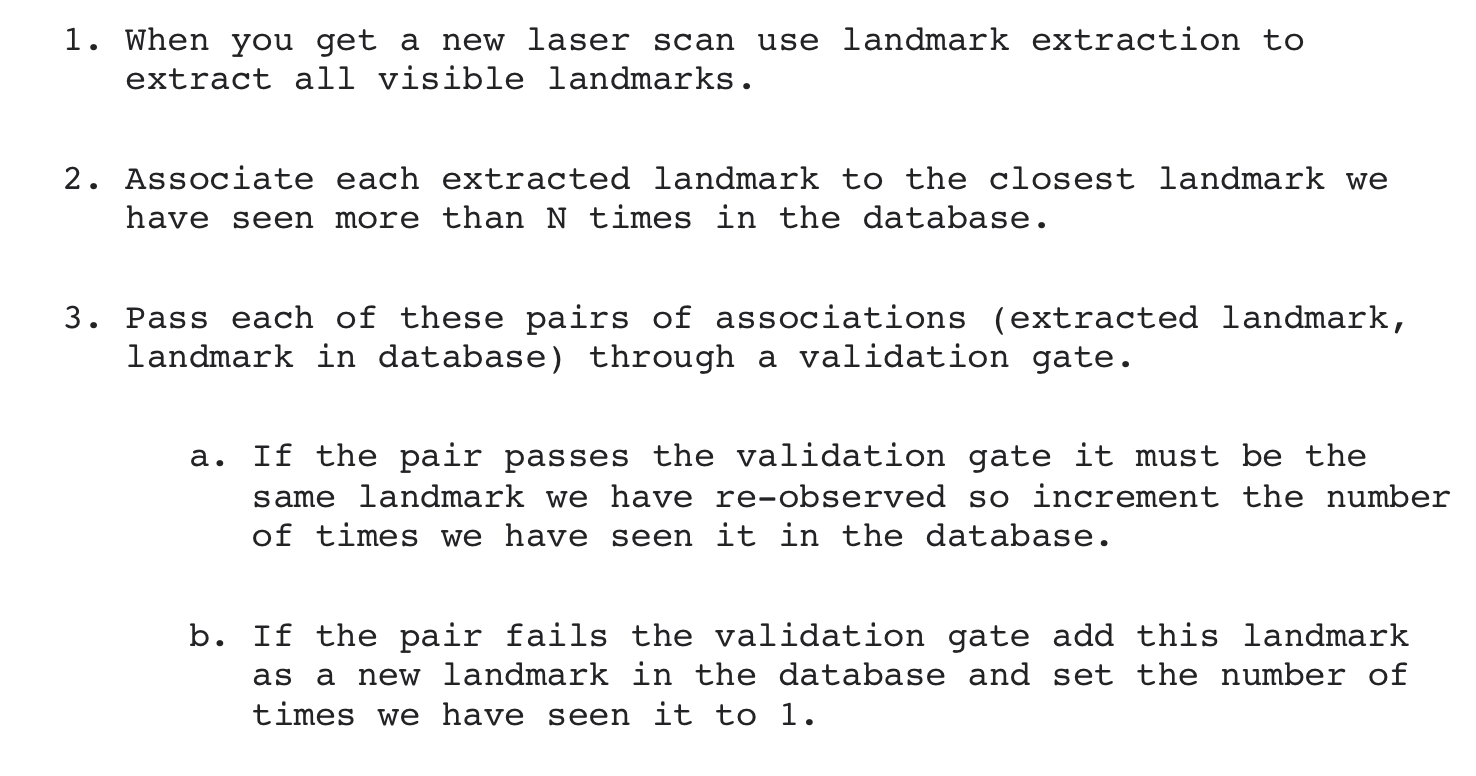 1. When you get a new laser scan use landmark extraction to
extract all visible landmarks.
2. Associate each extracted landmark to the closest landmark we
have seen more than N times in the database.
3. Pass each of these pairs of associations (extracted landmark,
landmark in database) through a validation gate.
a. If the pair passes the validation gate it must be the
same landmark we have re-observed so increment the number
of times we have seen it in the database.
b. If the pair fails the validation gate add this landmark
as a new landmark in the database and set the number of
times we have seen it to 1.